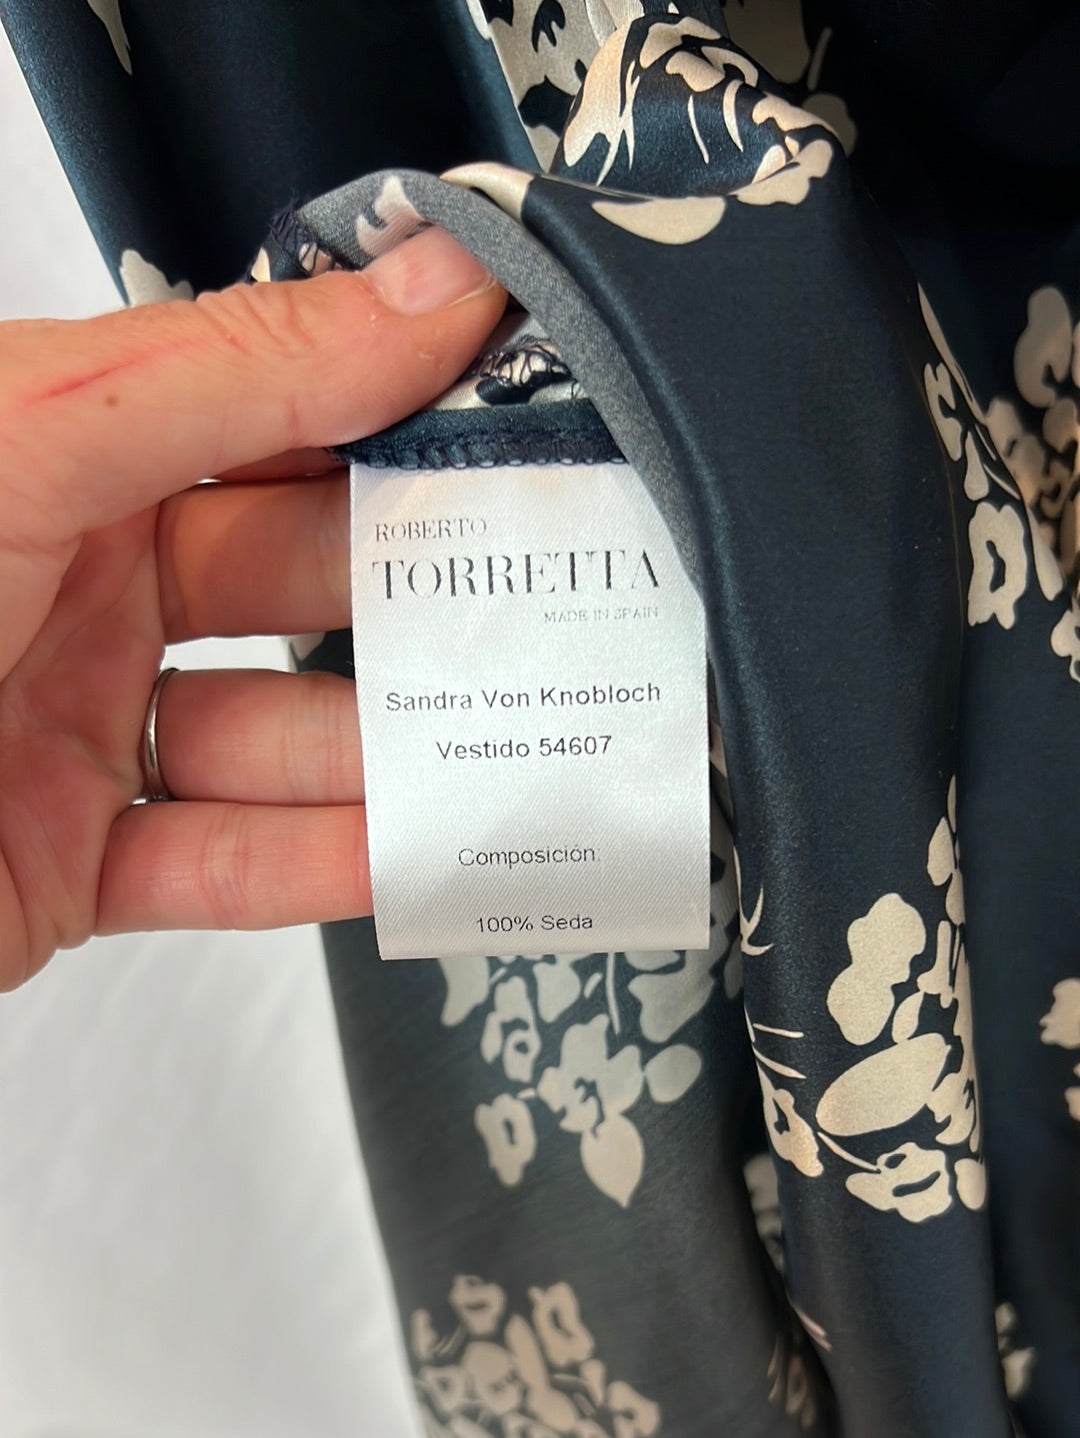 ROBERTO
TORRETTA
MADE IN SPAIN
Sandra Von Knobloch
Vestido 54607
Composición:
100% Seda